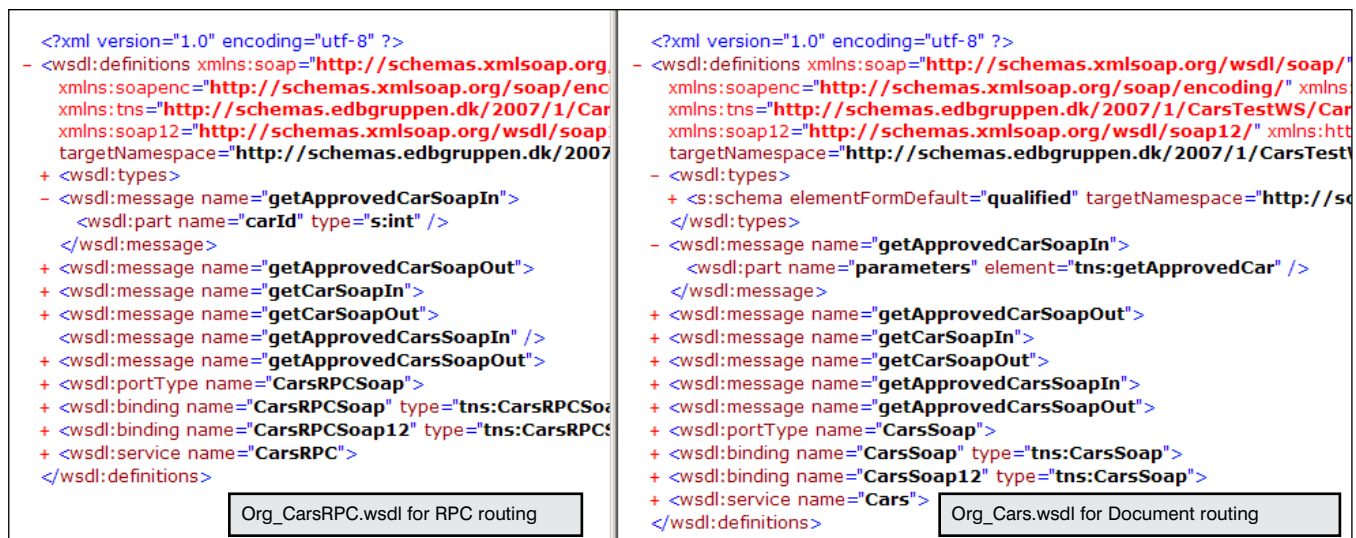 <?xml version="1.0" encoding="utf-8" ?>
- <wsdl:definitions xmlns:soap="http://schemas.xmlsoap.org,
xmlns:soapenc="http://schemas.xmlsoap.org/soap/enc
xmlns:tns="http://schemas.edbgruppen.dk/2007/1/Car
xmlns:soap12="http://schemas.xmlsoap.org/wsdl/soap
targetNamespace="http://schemas.edbgruppen.dk/2007
+ <wsdl:types>
- <wsdl:message name="getApprovedCarSoapIn">
<wsdl:part name="carId" type="s:int" />
</wsdl:message>
+ <wsdl:message name="getApprovedCarSoapOut">
+ <wsdl:message name="getCarSoapIn">
+ <wsdl:message name="getCarSoapOut">
<wsdl:message name="getApprovedCarsSoapIn" />
+ <wsdl:message name="getApprovedCarsSoapOut">
+ <wsdl:portType name="CarsRPCSoap">
+ <wsdl:binding name="CarsRPCSoap" type="tns:CarsRPCSoa
+ <wsdl:binding name="CarsRPCSoap12" type="tns:CarsRPCS
+ <wsdl:service name="CarsRPC">
</wsdl:definitions>
Org_CarsRPC.wsdl for RPC routing
<?xml version="1.0" encoding="utf-8" ?>
- <wsdl:definitions xmlns:soap="http://schemas.xmlsoap.org/wsdl/soap/"
xmlns:soapenc="http://schemas.xmlsoap.org/soap/encoding/" xmlns:
xmlns:tns="http://schemas.edbgruppen.dk/2007/1/CarsTestWS/Car
xmlns:soap12="http://schemas.xmlsoap.org/wsdl/soap12/" xmlns:htt
targetNamespace="http://schemas.edbgruppen.dk/2007/1/CarsTest
- <wsdl:types>
+ <s:schema elementFormDefault="qualified" targetNamespace="http://sc
</wsdl:types>
- <wsdl:message name="getApprovedCarSoapIn">
<wsdl:part name="parameters" element="tns:getApprovedCar" />
</wsdl:message>
+ <wsdl:message name="getApprovedCarSoapOut">
+ <wsdl:message name="getCarSoapIn">
+ <wsdl:message name="getCarSoapOut">
+ <wsdl:message name="getApprovedCarsSoapIn">
+ <wsdl:message name="getApprovedCarsSoapOut">
+ <wsdl:portType name="CarsSoap">
+ <wsdl:binding name="CarsSoap" type="tns:CarsSoap">
+ <wsdl:binding name="CarsSoap12" type="tns:CarsSoap">
+ <wsdl:service name="Cars">
</wsdl:definitions>
Org_Cars.wsdl for Document routing